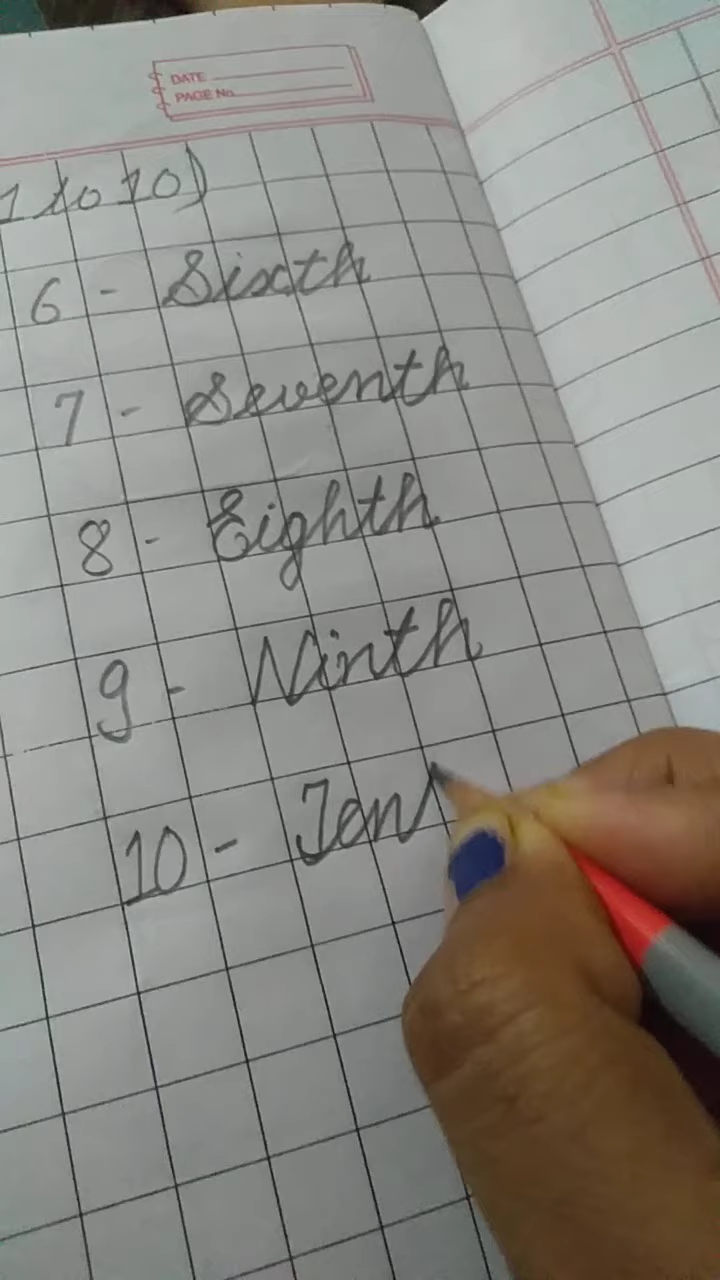 DATE
PAGE No.
1 to 10)
6 - Sixth
7 - Seventh
8 - Eighth
9 - Ninth
10 - Ten